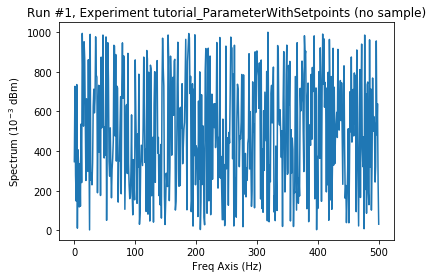 Run #1, Experiment tutorial_ParameterWithSetpoints (no sample)
1000
800
600
400
200
0
Spectrum (10⁻³ dBm)
0 100 200 300 400 500
Freq Axis (Hz)